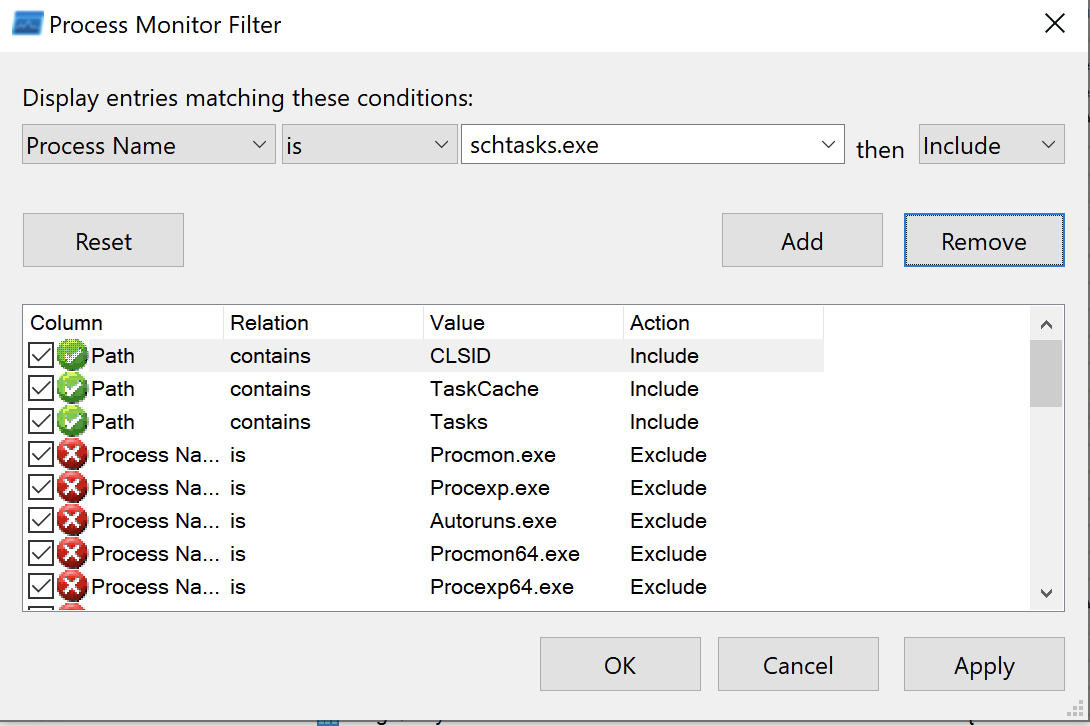 Process Monitor Filter
Display entries matching these conditions:
Process Name is schtasks.exe then Include
Reset Add Remove
Column Relation Value Action
Path contains CLSID Include
Path contains TaskCache Include
Path contains Tasks Include
Process Na... is Procmon.exe Exclude
Process Na... is Procexp.exe Exclude
Process Na... is Autoruns.exe Exclude
Process Na... is Procmon64.exe Exclude
Process Na... is Procexp64.exe Exclude
OK Cancel Apply